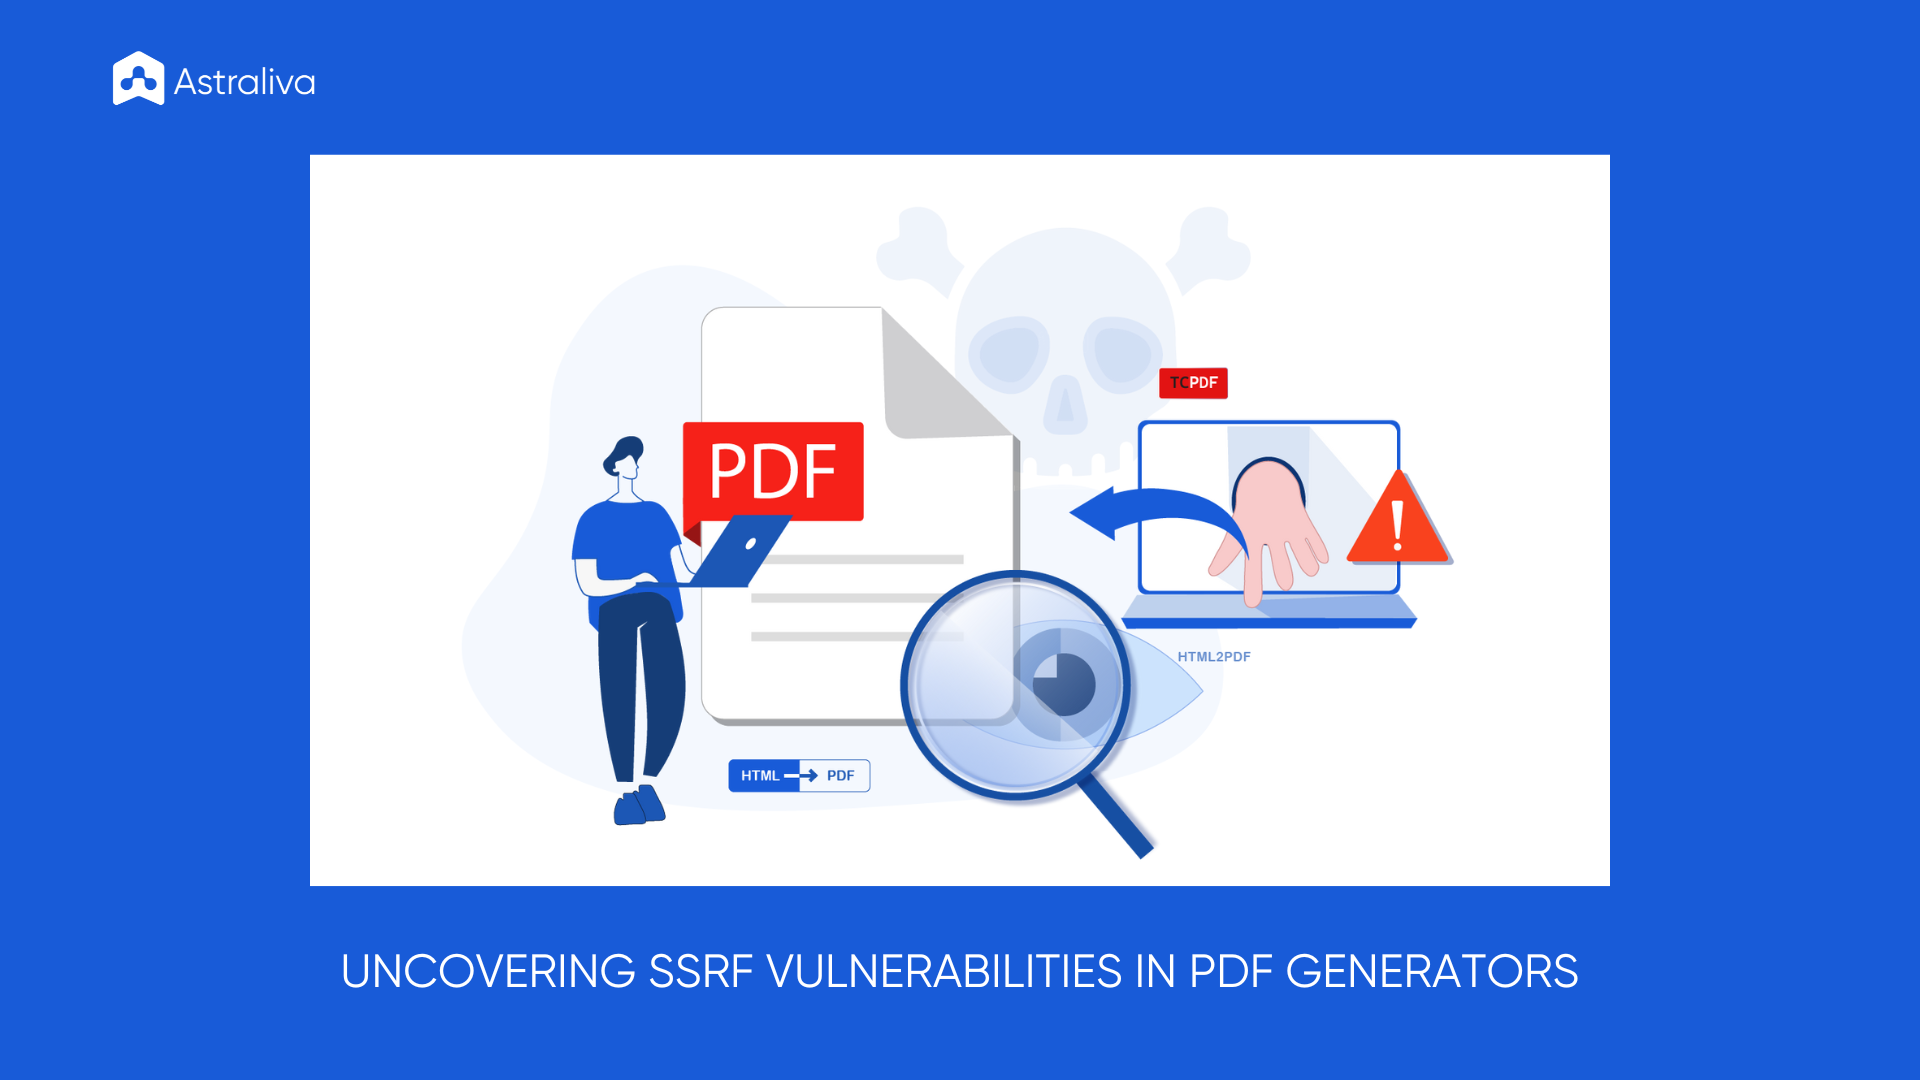 Astraliva
TCPDF
PDF
HTML2PDF
HTML → PDF
UNCOVERING SSRF VULNERABILITIES IN PDF GENERATORS